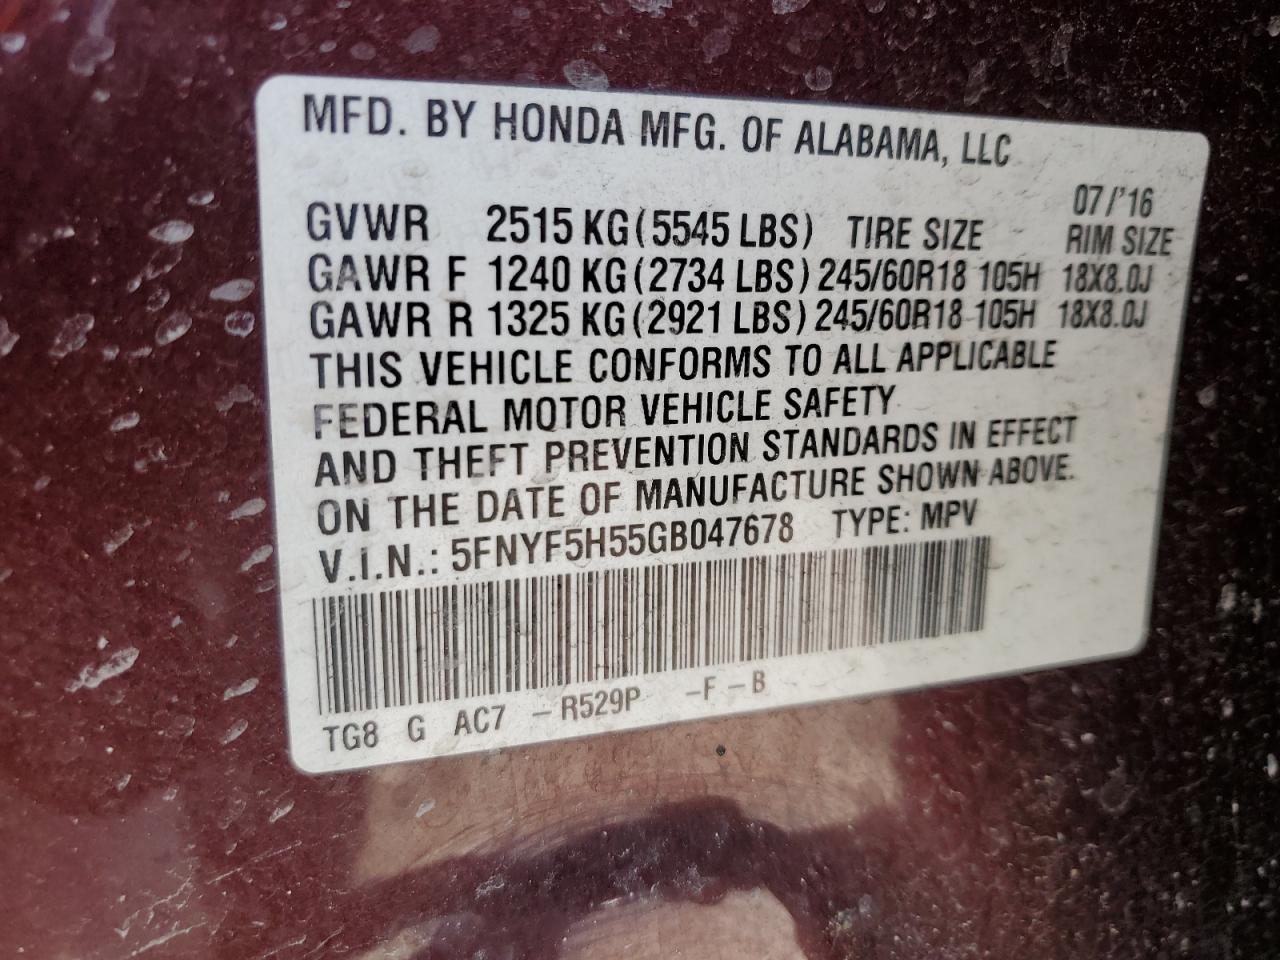 MFD. BY HONDA MFG. OF ALABAMA, LLC
07/'16
GVWR 2515 KG (5545 LBS) TIRE SIZE RIM SIZE
GAWR F 1240 KG (2734 LBS) 245/60R18 105H 18X8.0J
GAWR R 1325 KG (2921 LBS) 245/60R18 105H 18X8.0J
THIS VEHICLE CONFORMS TO ALL APPLICABLE
FEDERAL MOTOR VEHICLE SAFETY
AND THEFT PREVENTION STANDARDS IN EFFECT
ON THE DATE OF MANUFACTURE SHOWN ABOVE.
V.I.N.: 5FNYF5H55GB047678 TYPE: MPV
TG8 G AC7 - R529P -F - B